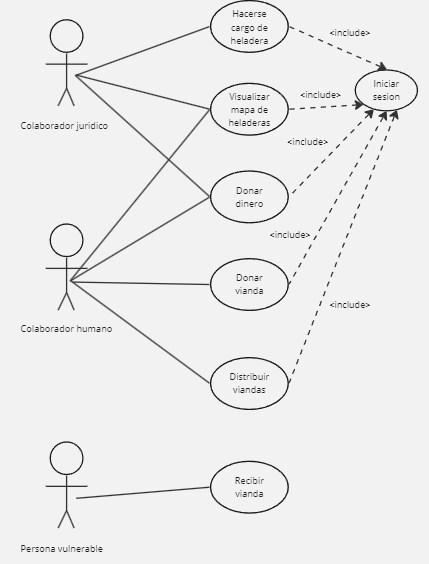 Hacerse
cargo de
heladera
<include>
Iniciar
sesion
Visualizar
mapa de
heladeras
<include>
Colaborador juridico
<include>
Donar
dinero
<include>
Donar
vianda
<include>
Colaborador humano
Distribuir
viandas
Recibir
vianda
Persona vulnerable